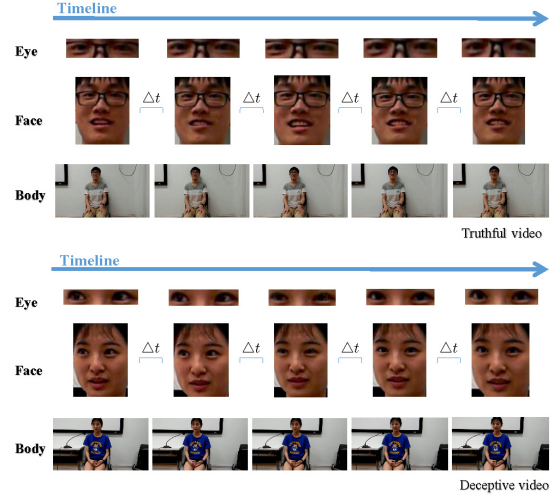 Timeline
Eye
△t △t △t △t
Face
Body
Truthful video
Timeline
Eye
△t △t △t △t
Face
Body
Deceptive video